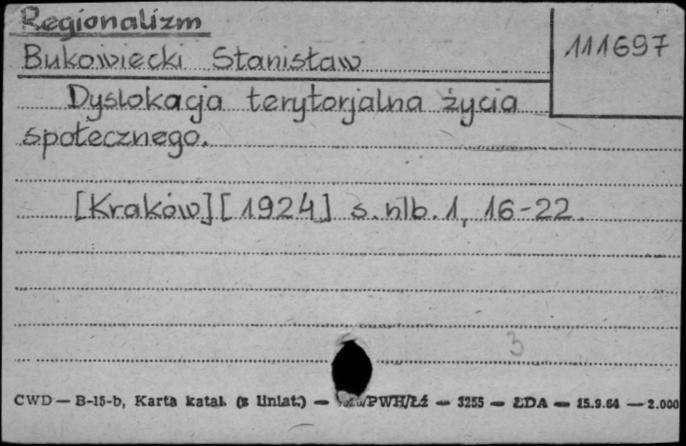 Regionalizm
Bukowiecki Stanisław
111697
Dyslokacja terytorjalna życia
społecznego.
[Kraków] [1924] s. nlb. 1, 16-22.
3
CWD — B-15-b, Karta katal. (z liniat.) — /PWH/Łź — 3255 — ŁDA — 15.9.64 — 2.000